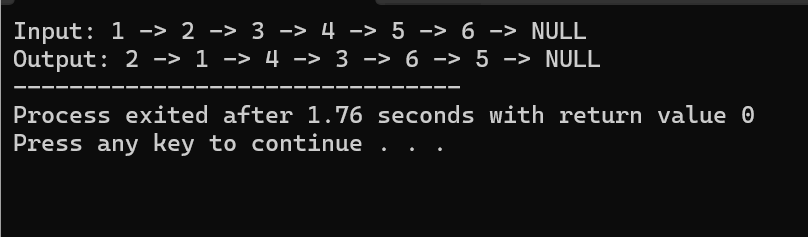 Input: 1 -> 2 -> 3 -> 4 -> 5 -> 6 -> NULL
Output: 2 -> 1 -> 4 -> 3 -> 6 -> 5 -> NULL
--------------------------------
Process exited after 1.76 seconds with return value 0
Press any key to continue . . .